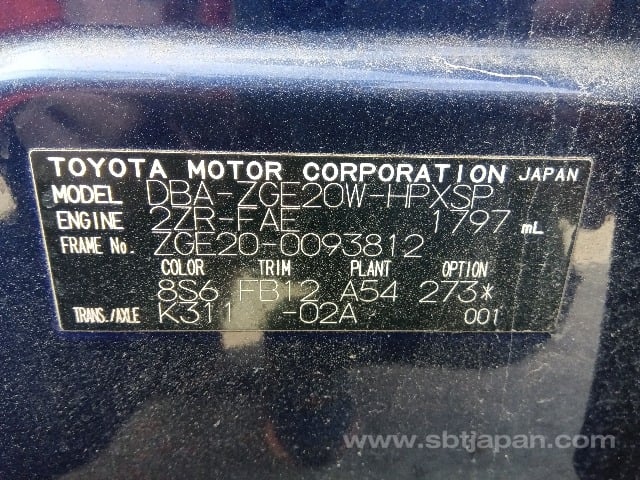 TOYOTA MOTOR CORPORATION JAPAN
MODEL DBA-ZGE20W-HPXSP
ENGINE 2ZR-FAE 1797 mL
FRAME No. ZGE20-0093812
COLOR TRIM PLANT OPTION
8S6 FB12 A54 273*
TRANS./AXLE K311 -02A 001
www.sbtjapan.com